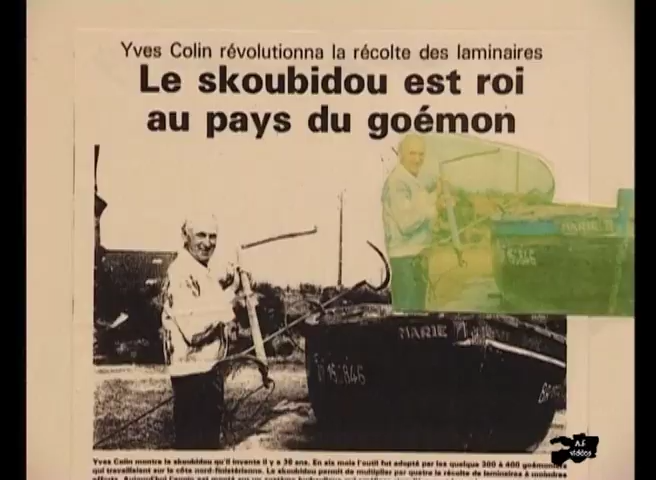 Yves Colin révolutionna la récolte des laminaires
Le skoubidou est roi
au pays du goémon
MARIE
MARIE
846
A.F
vidéos
Yves Colin montre le skoubidou qu'il inventa il y a 30 ans. En six mois l'outil fut adopté par les quelque 300 à 400 goémoniers
qui travaillaient sur la côte nord-finistérienne. Le skoubidou permit de multiplier par quatre la récolte de laminaires à moindres